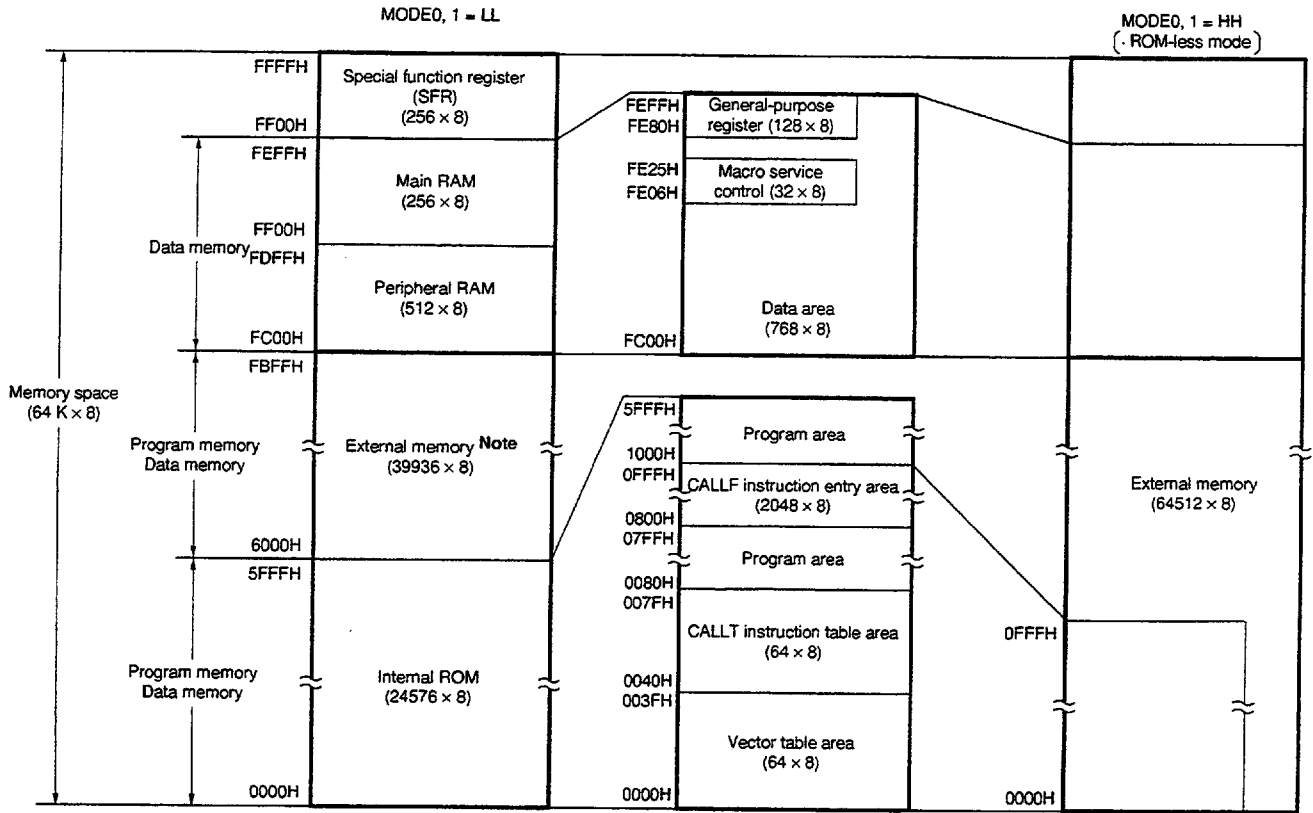 MODE0, 1 = LL
MODE0, 1 = HH
( · ROM-less mode )
Memory space
(64 K × 8)
Data memory
Program memory
Data memory
Program memory
Data memory
FFFFH
Special function register
(SFR)
(256 × 8)
FF00H
FEFFH
Main RAM
(256 × 8)
FF00H
FDFFH
Peripheral RAM
(512 × 8)
FC00H
FBFFH
External memory Note
(39936 × 8)
6000H
5FFFH
Internal ROM
(24576 × 8)
0000H
FEFFH
General-purpose
FE80H
register (128 × 8)
FE25H
Macro service
FE06H
control (32 × 8)
Data area
(768 × 8)
FC00H
5FFFH
Program area
1000H
0FFFH
CALLF instruction entry area
(2048 × 8)
0800H
07FFH
Program area
0080H
007FH
CALLT instruction table area
(64 × 8)
0040H
003FH
Vector table area
(64 × 8)
0000H
External memory
(64512 × 8)
0FFFH
0000H